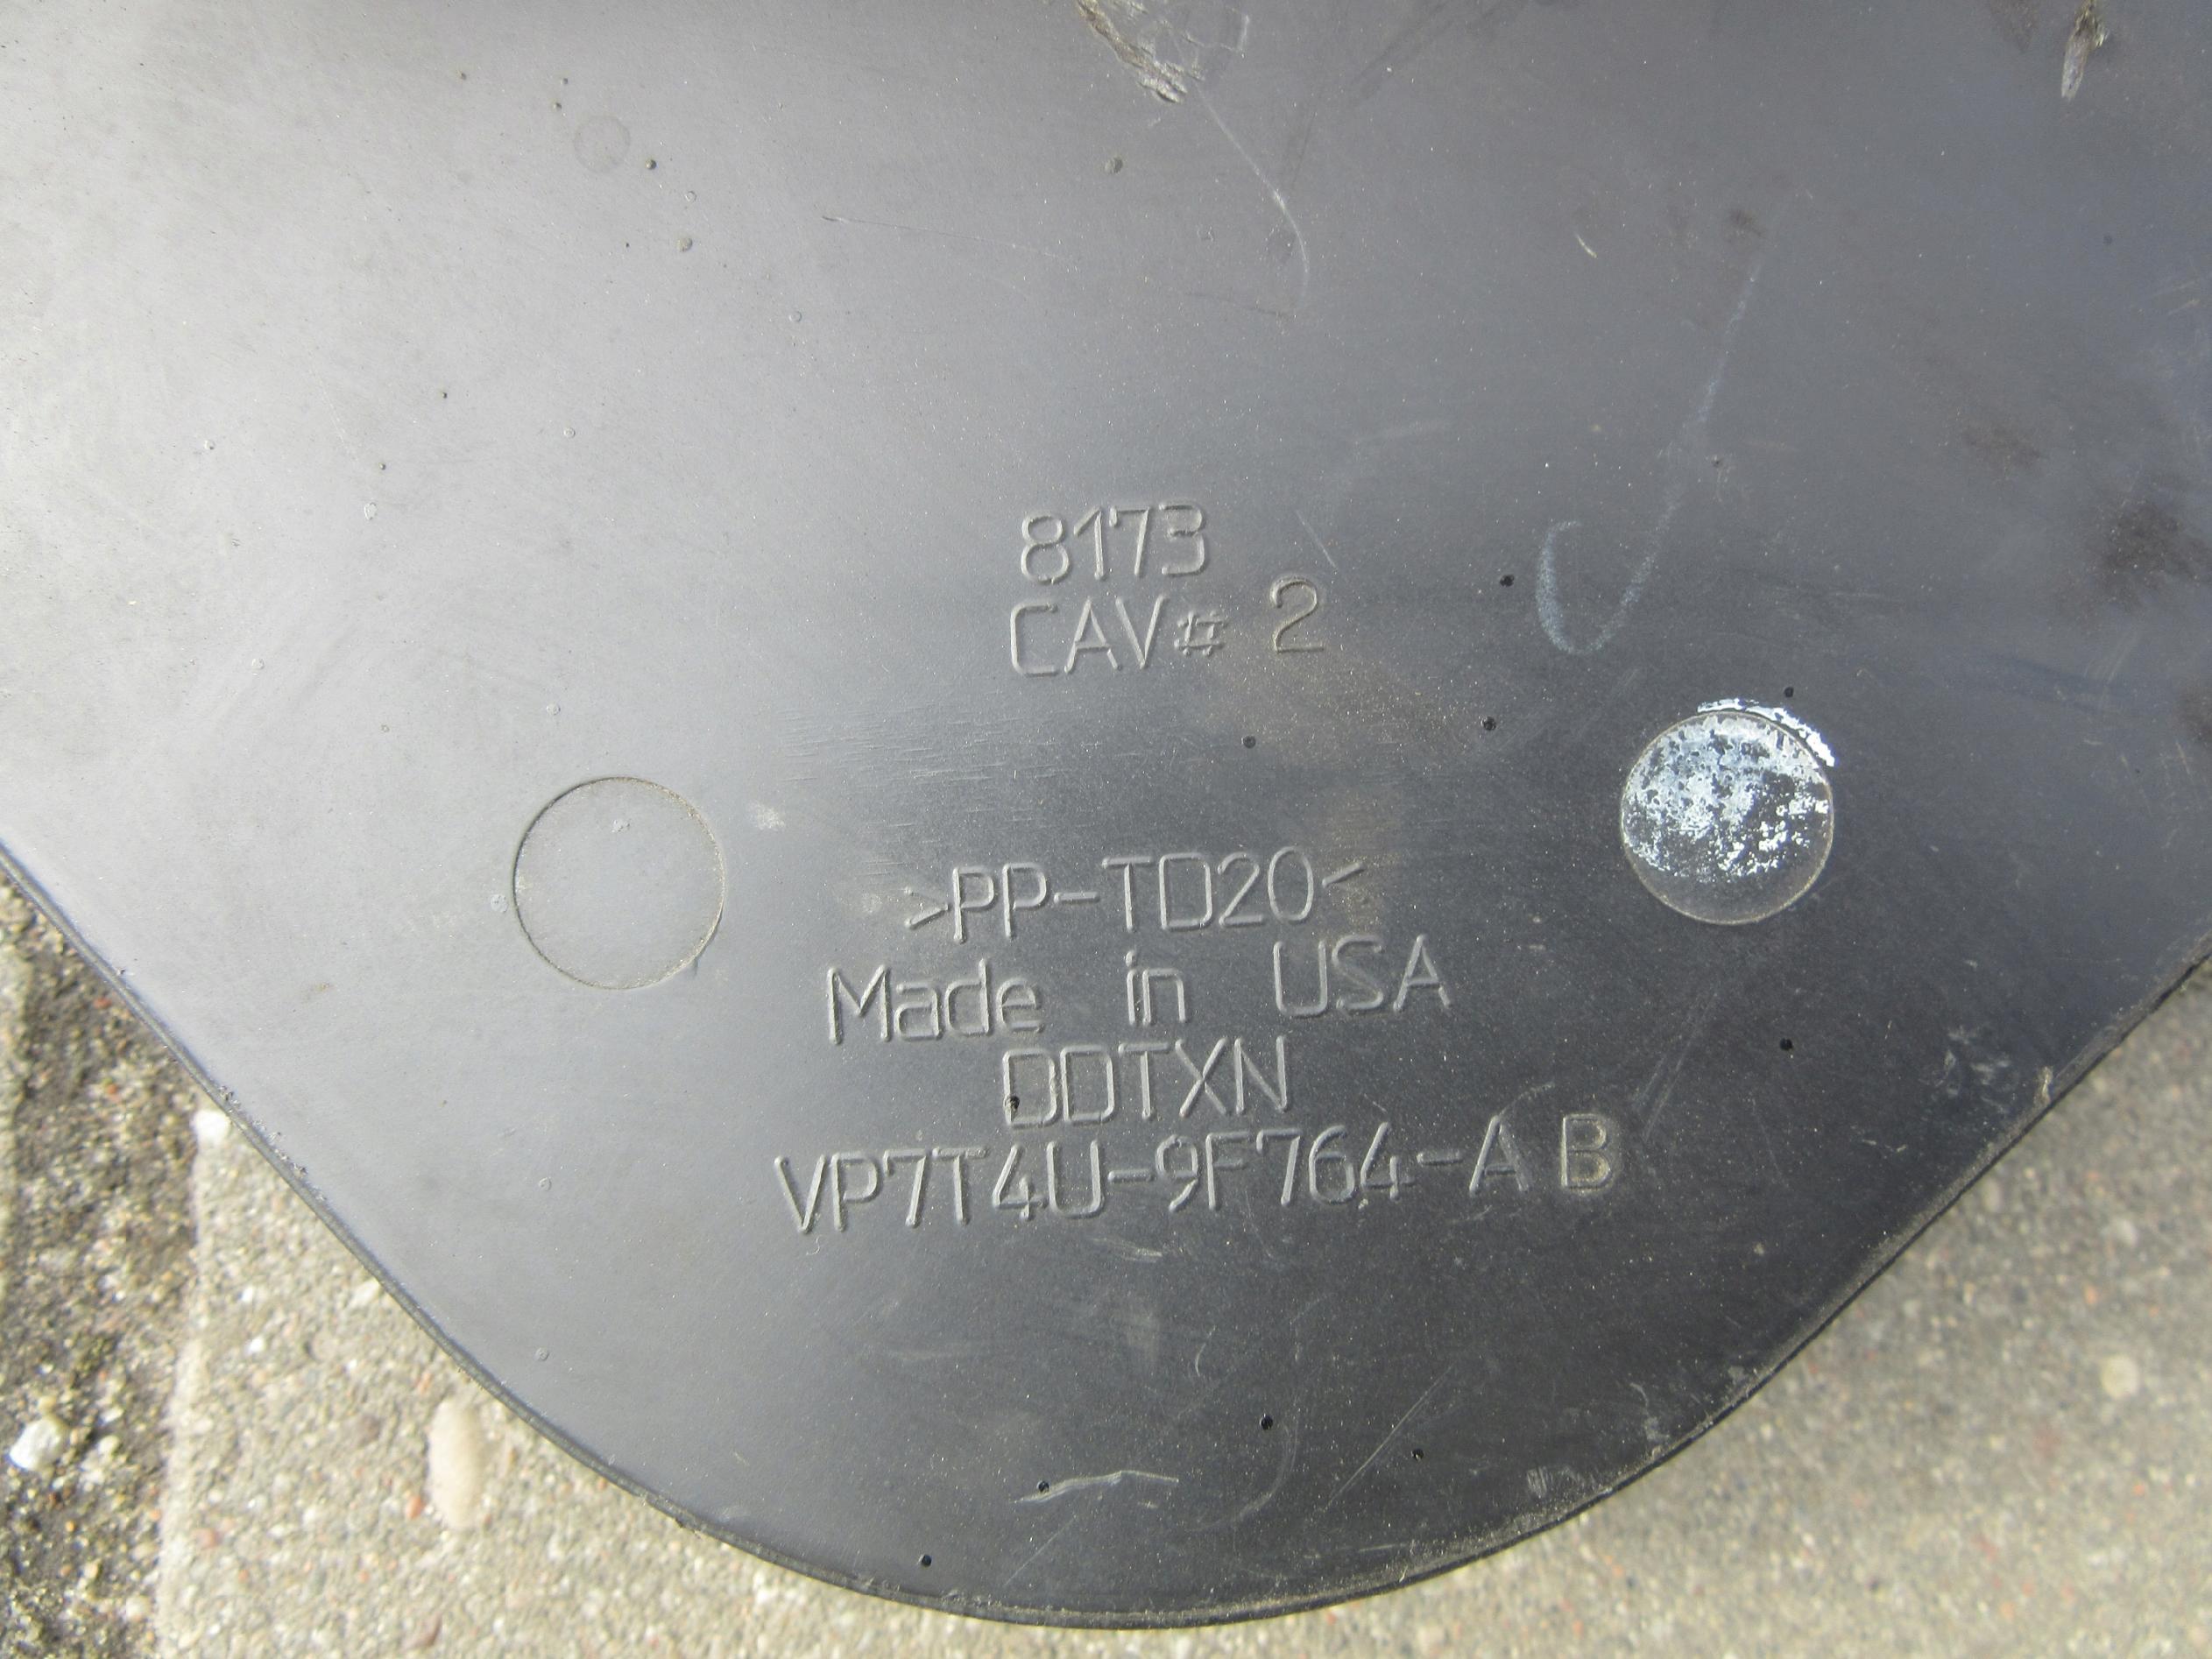 8173
CAV# 2
>PP-TD20<
Made in USA
DDTXN
VP7T4U-9F764-AB